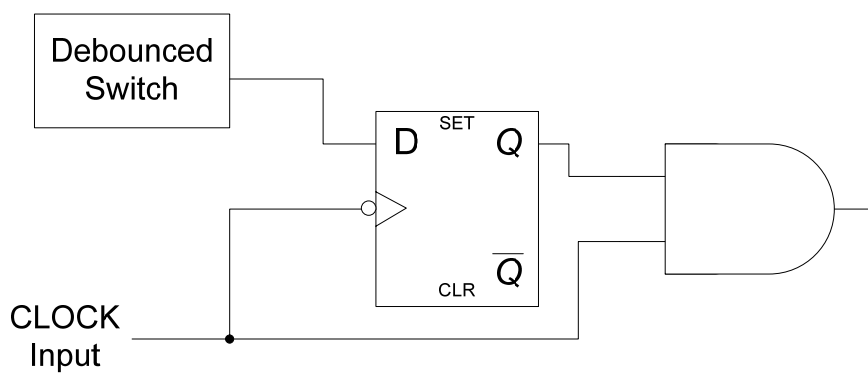 Debounced
Switch
SET
D Q
Q̅
CLR
CLOCK
Input